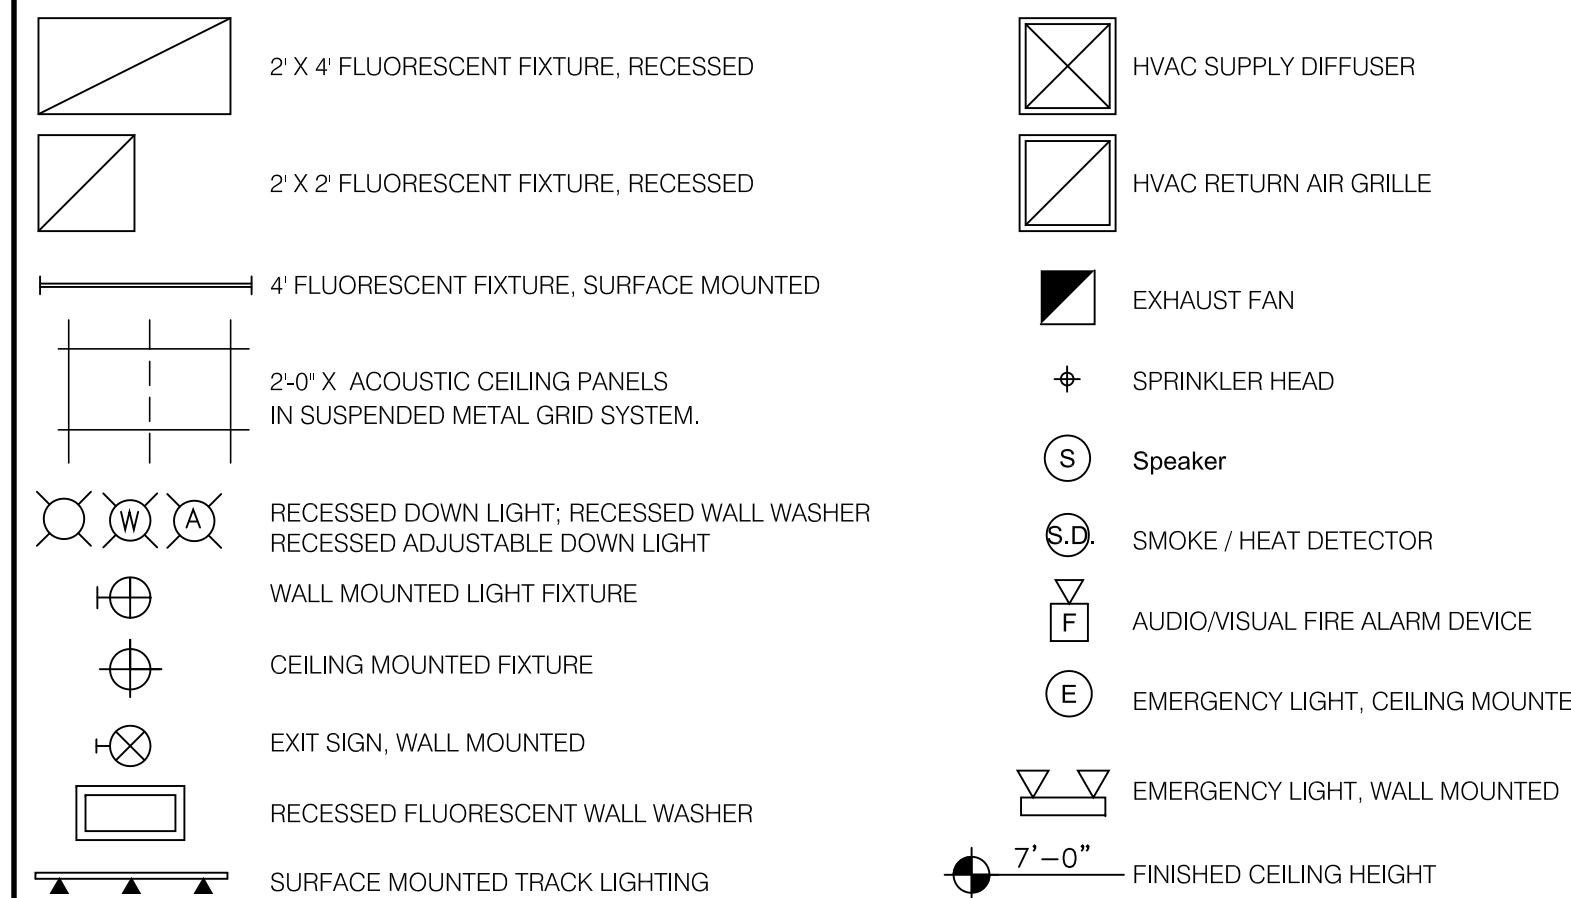 2' X 4' FLUORESCENT FIXTURE, RECESSED
2' X 2' FLUORESCENT FIXTURE, RECESSED
4' FLUORESCENT FIXTURE, SURFACE MOUNTED
2'-0" X ACOUSTIC CEILING PANELS
IN SUSPENDED METAL GRID SYSTEM.
W A
RECESSED DOWN LIGHT; RECESSED WALL WASHER
RECESSED ADJUSTABLE DOWN LIGHT
WALL MOUNTED LIGHT FIXTURE
CEILING MOUNTED FIXTURE
EXIT SIGN, WALL MOUNTED
RECESSED FLUORESCENT WALL WASHER
SURFACE MOUNTED TRACK LIGHTING
HVAC SUPPLY DIFFUSER
HVAC RETURN AIR GRILLE
EXHAUST FAN
SPRINKLER HEAD
S Speaker
S.D. SMOKE / HEAT DETECTOR
F AUDIO/VISUAL FIRE ALARM DEVICE
E EMERGENCY LIGHT, CEILING MOUNTE
EMERGENCY LIGHT, WALL MOUNTED
7'-0" FINISHED CEILING HEIGHT